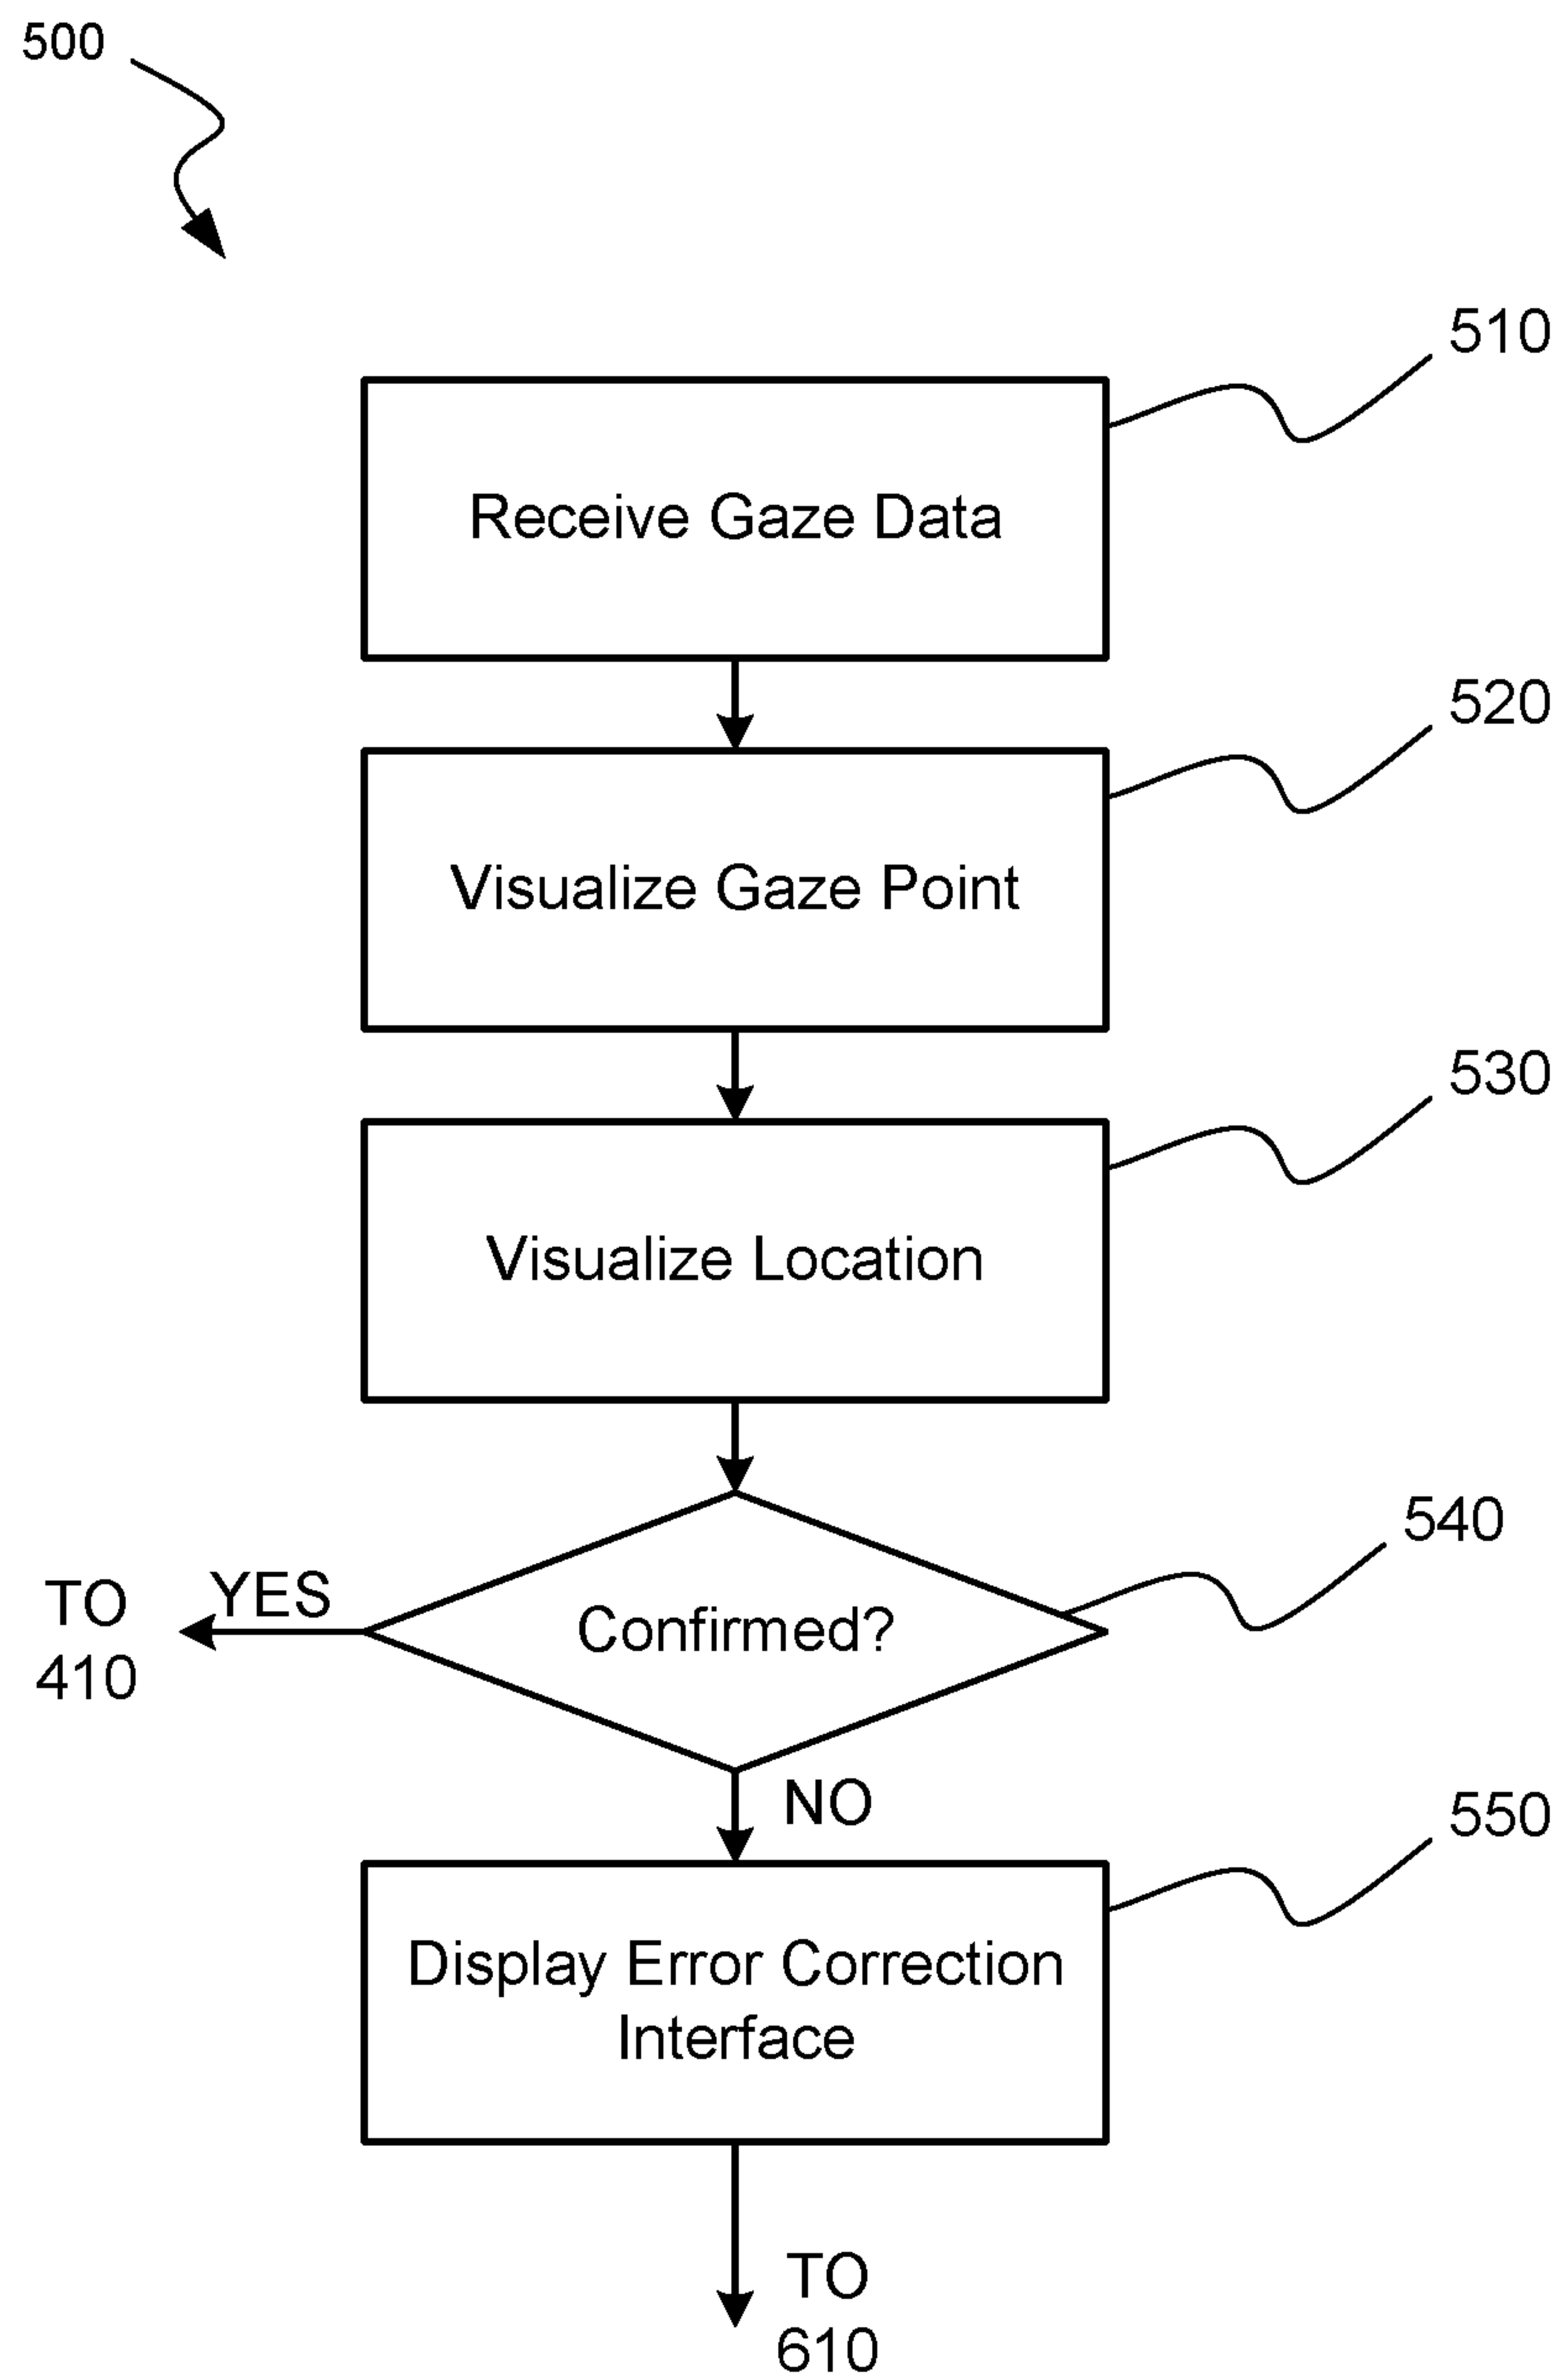 500
510
Receive Gaze Data
520
Visualize Gaze Point
530
Visualize Location
540
TO
410
YES
Confirmed?
NO
550
Display Error Correction
Interface
TO
610